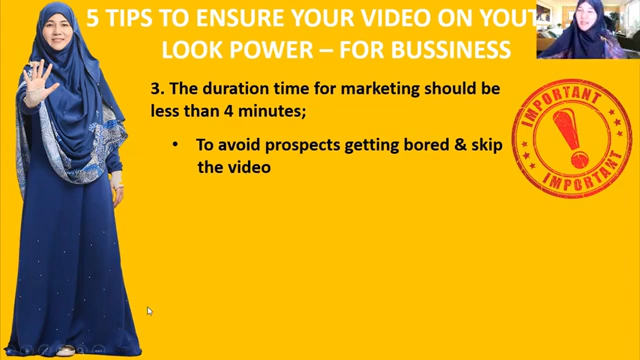 5 TIPS TO ENSURE YOUR VIDEO ON YOUT
LOOK POWER – FOR BUSSINESS
3. The duration time for marketing should be
less than 4 minutes;
• To avoid prospects getting bored & skip
the video
IMPORTANT
IMPORTANT